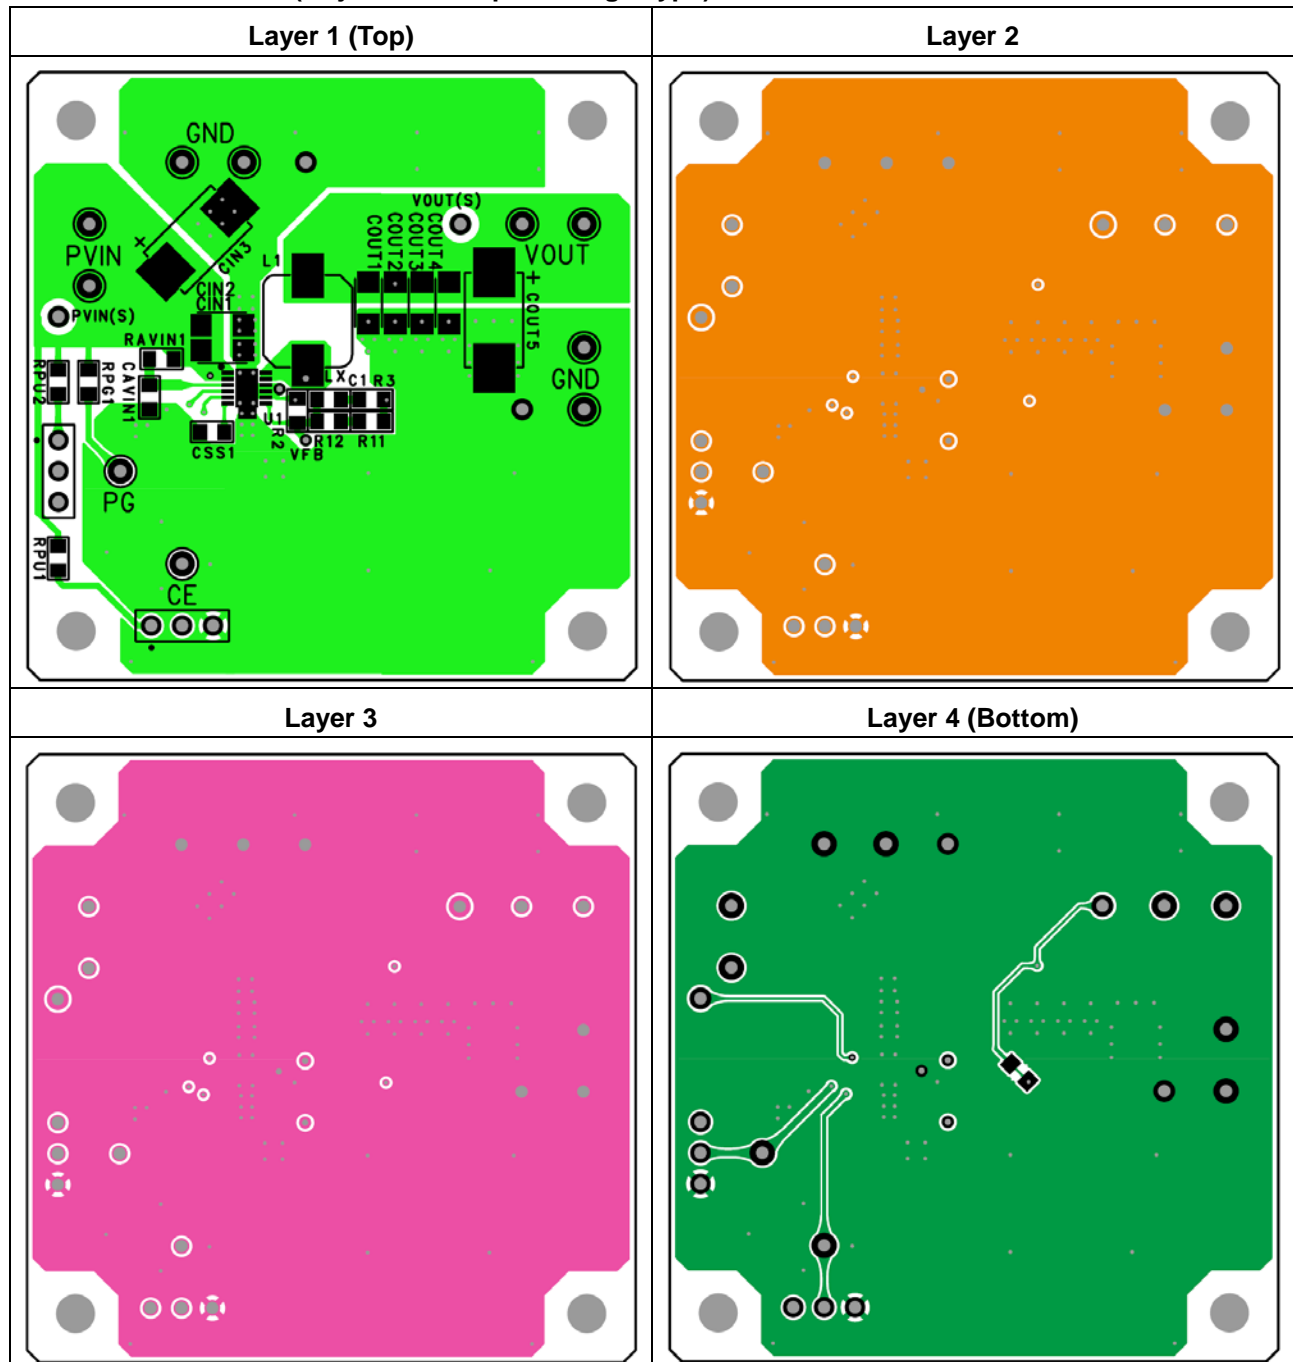 Layer 1 (Top)
Layer 2
GND
VOUT(S)
PVIN
+
CIN3
L1
COUT1
COUT2
COUT3
COUT4
VOUT
+
COUT5
CIN2
CIN1
PVIN(S)
RAVIN1
RPU2
RPG1
CAVIN1
GND
LX
C1
R3
U1
R2
R12
R11
CSS1
VFB
PG
RPU1
CE
Layer 3
Layer 4 (Bottom)